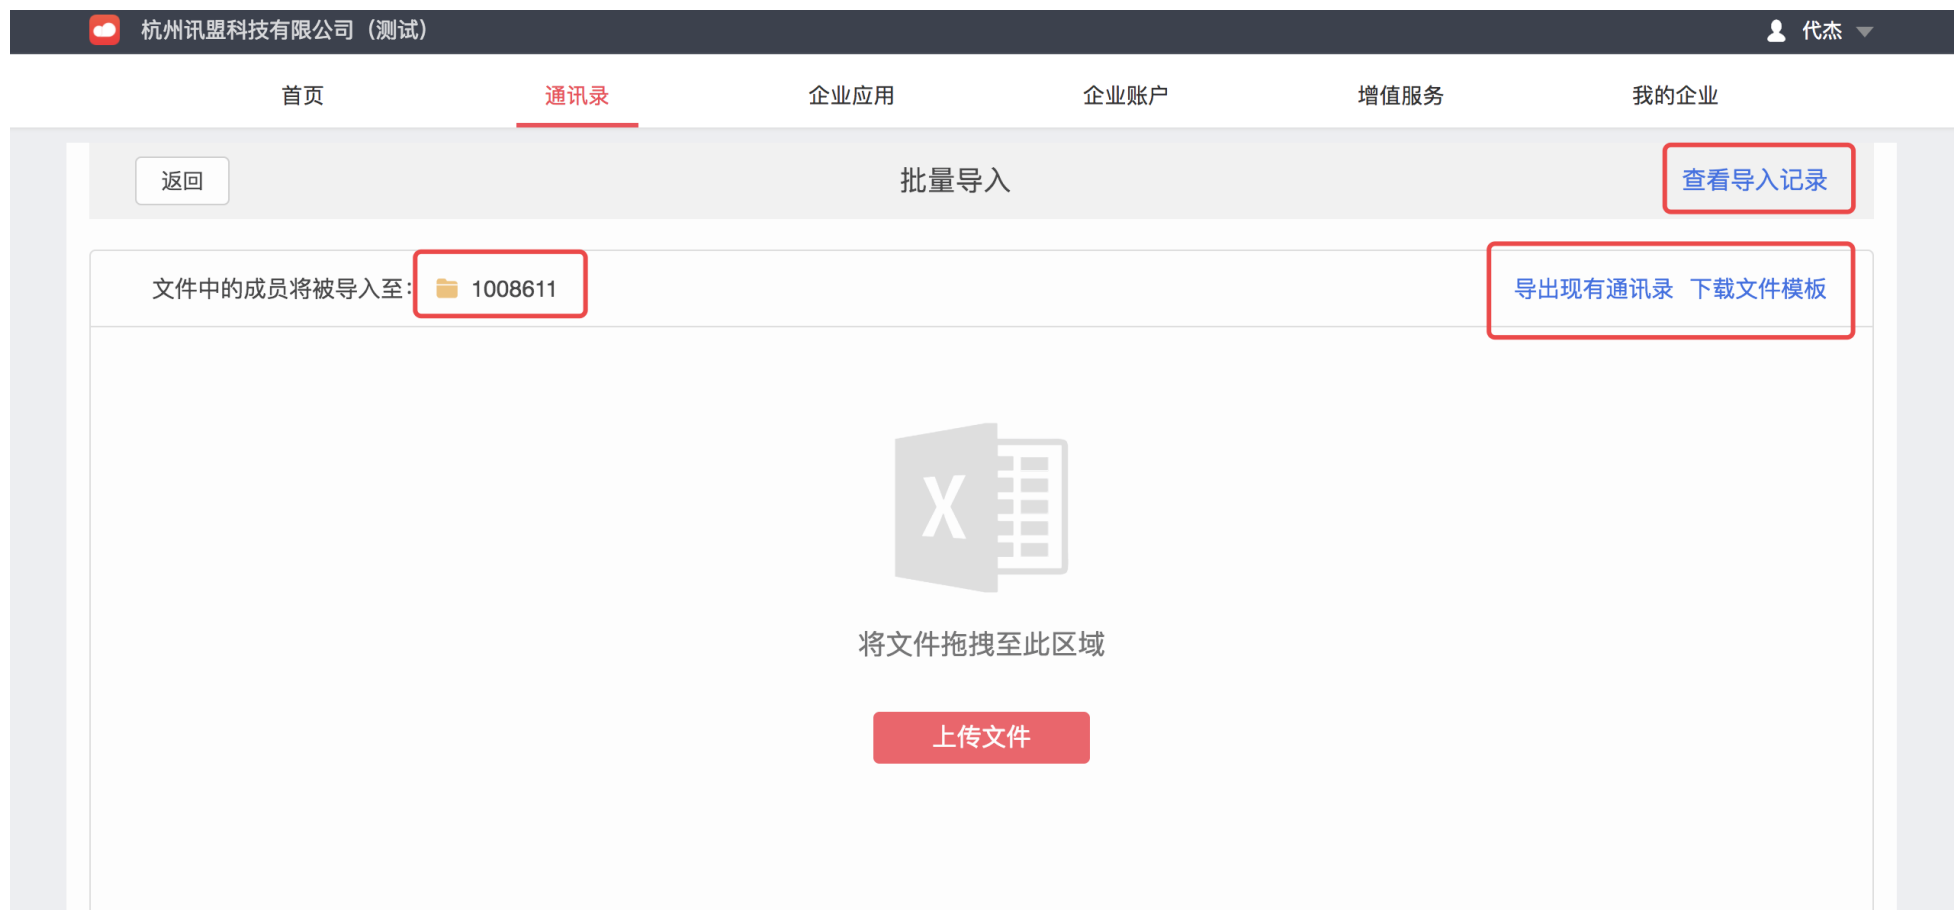 杭州讯盟科技有限公司（测试）
代杰
首页 通讯录 企业应用 企业账户 增值服务 我的企业
返回 批量导入 查看导入记录
文件中的成员将被导入至： 1008611 导出现有通讯录 下载文件模板
X
将文件拖拽至此区域
上传文件